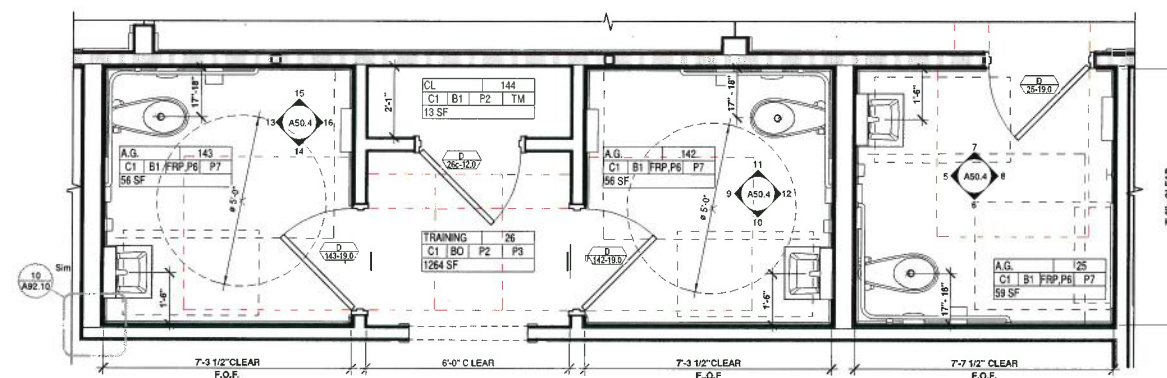 17" - 18"
15
13 A50.4 16
14
A.G. 143
C1 B1 FRP,P6 P7
56 SF
ø 5'-0"
D
143-19.0
1'-6"
10
A92.10
Sim
2'-1"
CL 144
C1 B1 P2 TM
13 SF
D
26c-12.0
TRAINING 26
C1 BO P2 P3
1264 SF
D
142-19.0
17" - 18"
A.G. 142
C1 B1 FRP,P6 P7
56 SF
11
9 A50.4 12
10
ø 5'-0"
1'-6"
1'-6"
D
25-19.0
7
5 A50.4 8
6
A.G. 25
C1 B1 FRP,P6 P7
59 SF
17" - 18"
7'-3 1/2" CLEAR
F.O.F.
6'-0" CLEAR
7'-3 1/2" CLEAR
F.O.F.
7'-7 1/2" CLEAR
F.O.F.